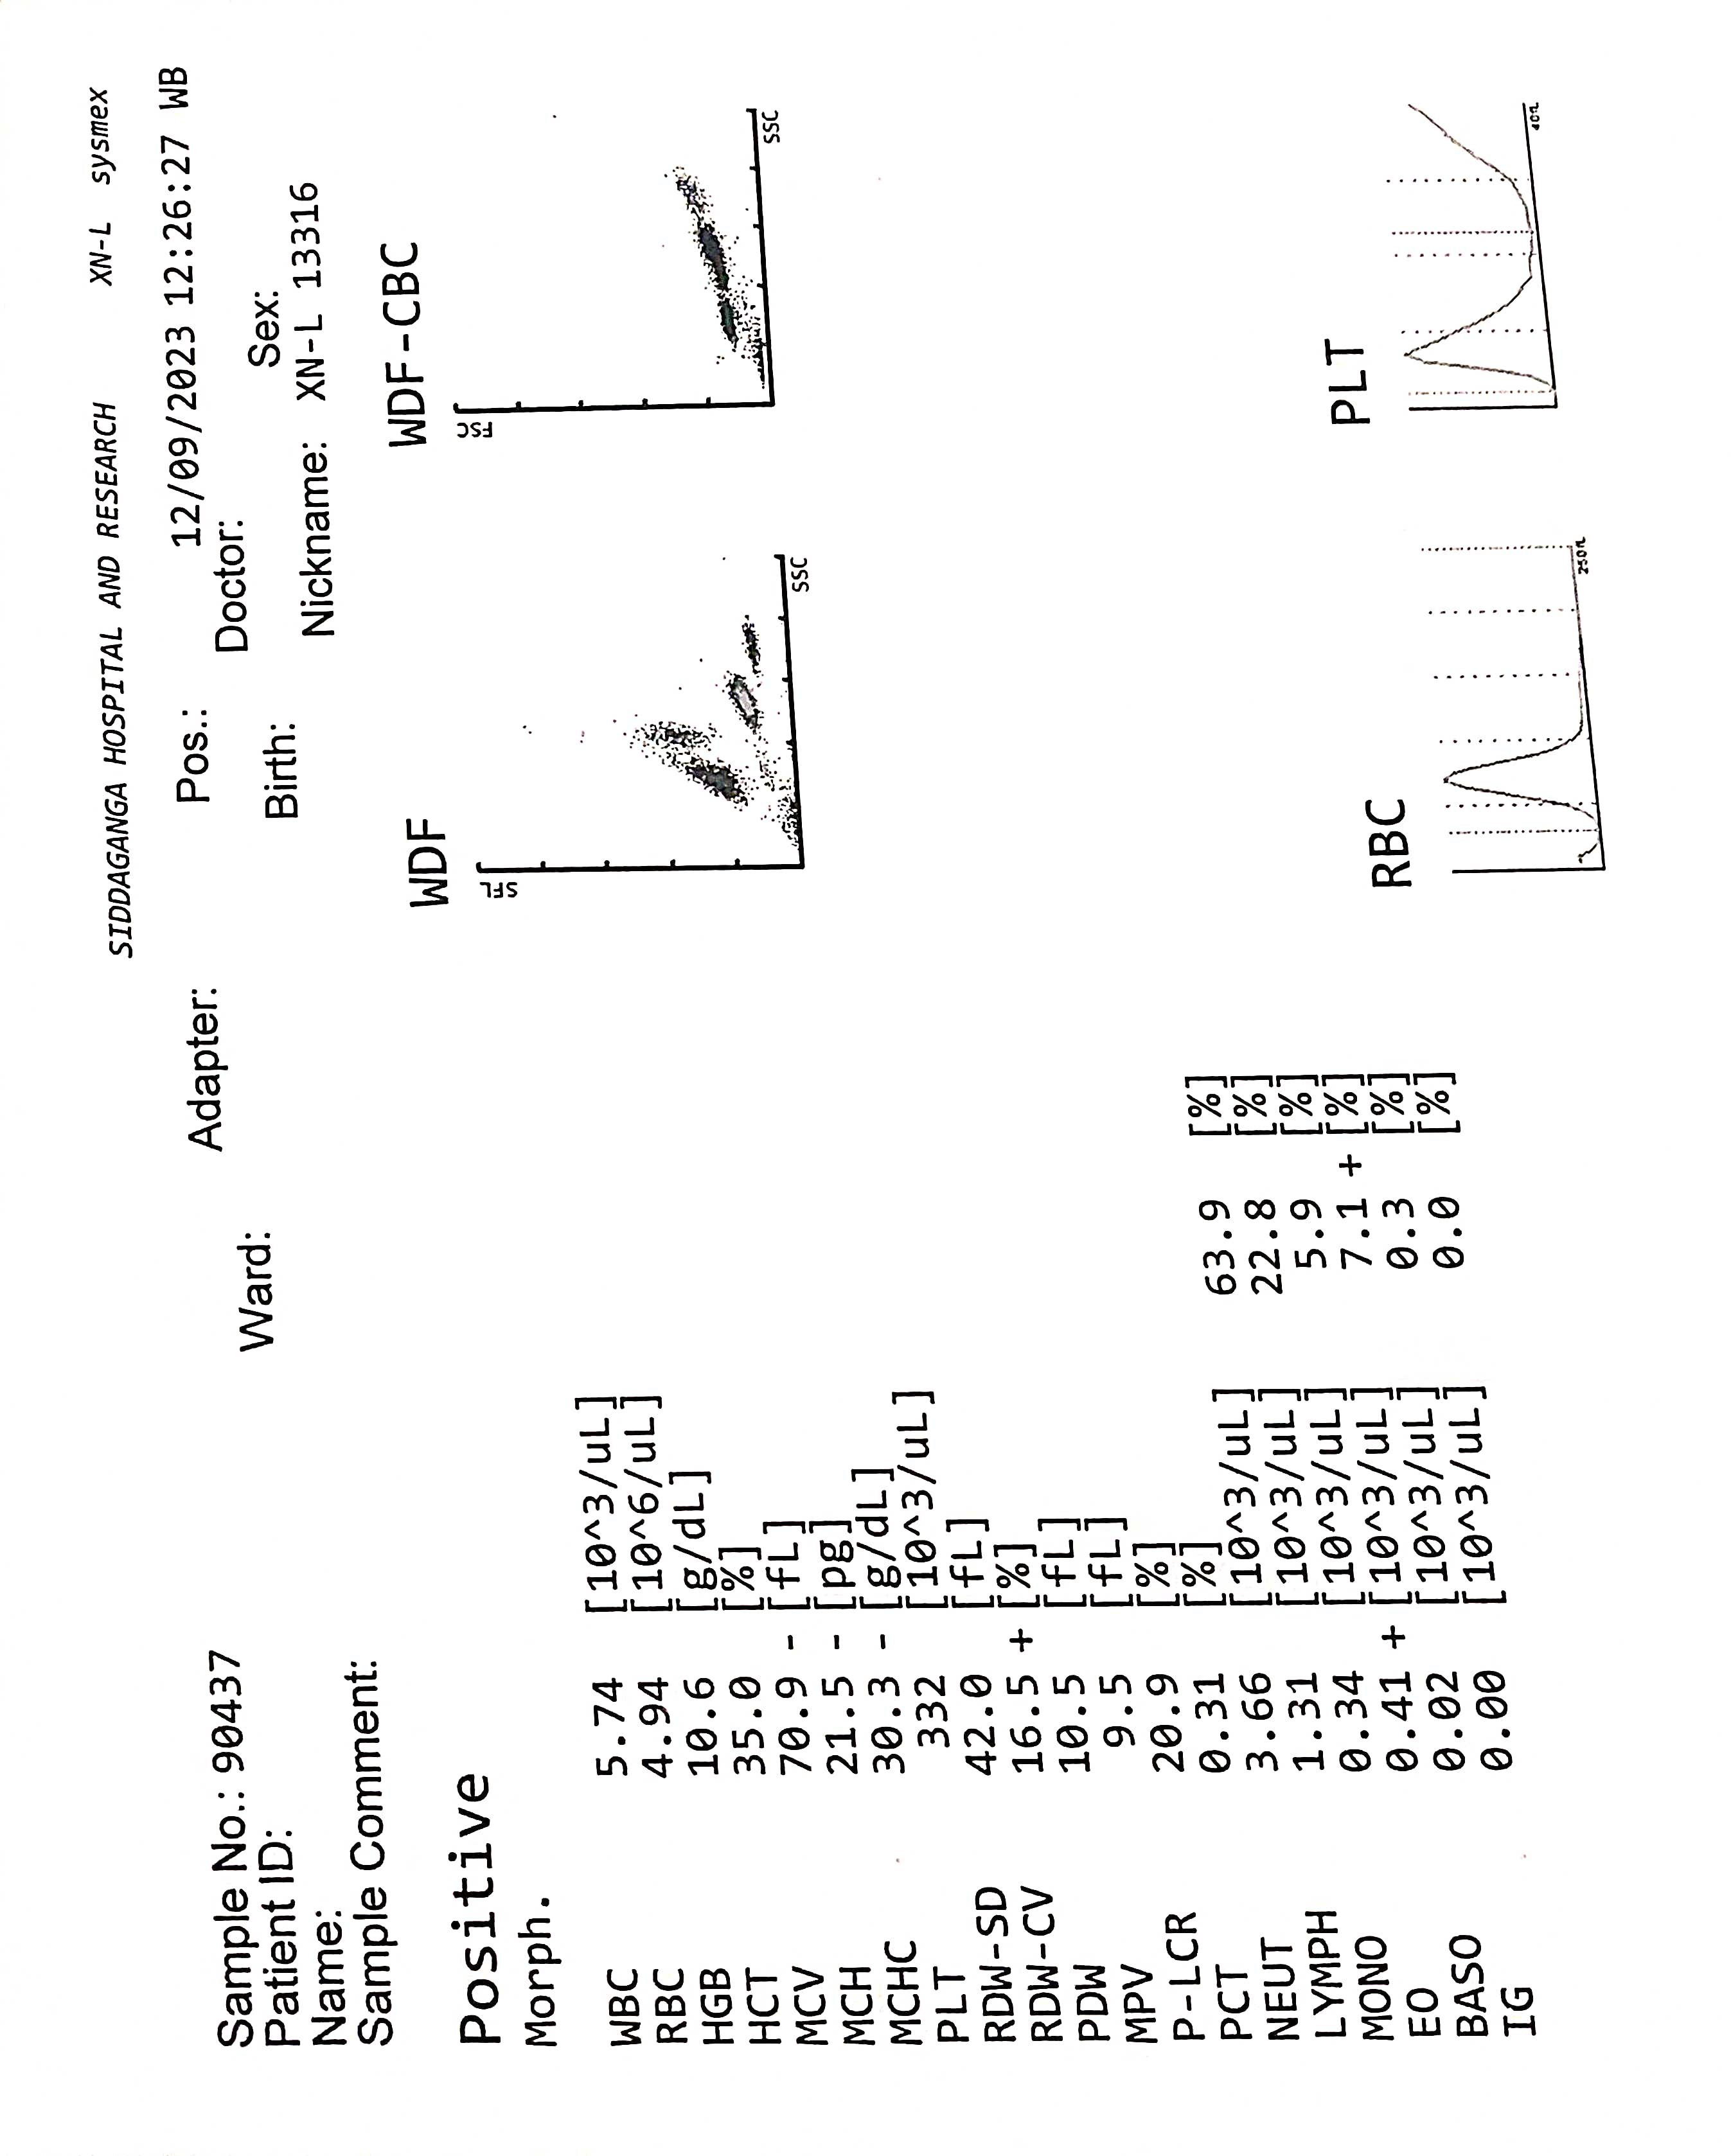 SIDDAGANGA HOSPITAL AND RESEARCH XN-L sysmex
Sample No.: 90437 Adapter: Pos.: 12/09/2023 12:26:27 WB
Patient ID: Ward: Doctor:
Name: Birth: Sex:
Sample Comment: Nickname: XN-L 13316
Positive
Morph.
WBC 5.74 [10^3/uL]
RBC 4.94 [10^6/uL]
HGB 10.6 [g/dL]
HCT 35.0 [%]
MCV 70.9 - [fL]
MCH 21.5 - [pg]
MCHC 30.3 - [g/dL]
PLT 332 [10^3/uL]
RDW-SD 42.0 [fL]
RDW-CV 16.5 + [%]
PDW 10.5 [fL]
MPV 9.5 [fL]
P-LCR 20.9 [%]
PCT 0.31 [%]
NEUT 3.66 [10^3/uL] 63.9 [%]
LYMPH 1.31 [10^3/uL] 22.8 [%]
MONO 0.34 [10^3/uL] 5.9 [%]
EO 0.41 + [10^3/uL] 7.1 + [%]
BASO 0.02 [10^3/uL] 0.3 [%]
IG 0.00 [10^3/uL] 0.0 [%]
WDF
SFL
SSC
WDF-CBC
FSC
SSC
RBC
250fL
PLT
40fL